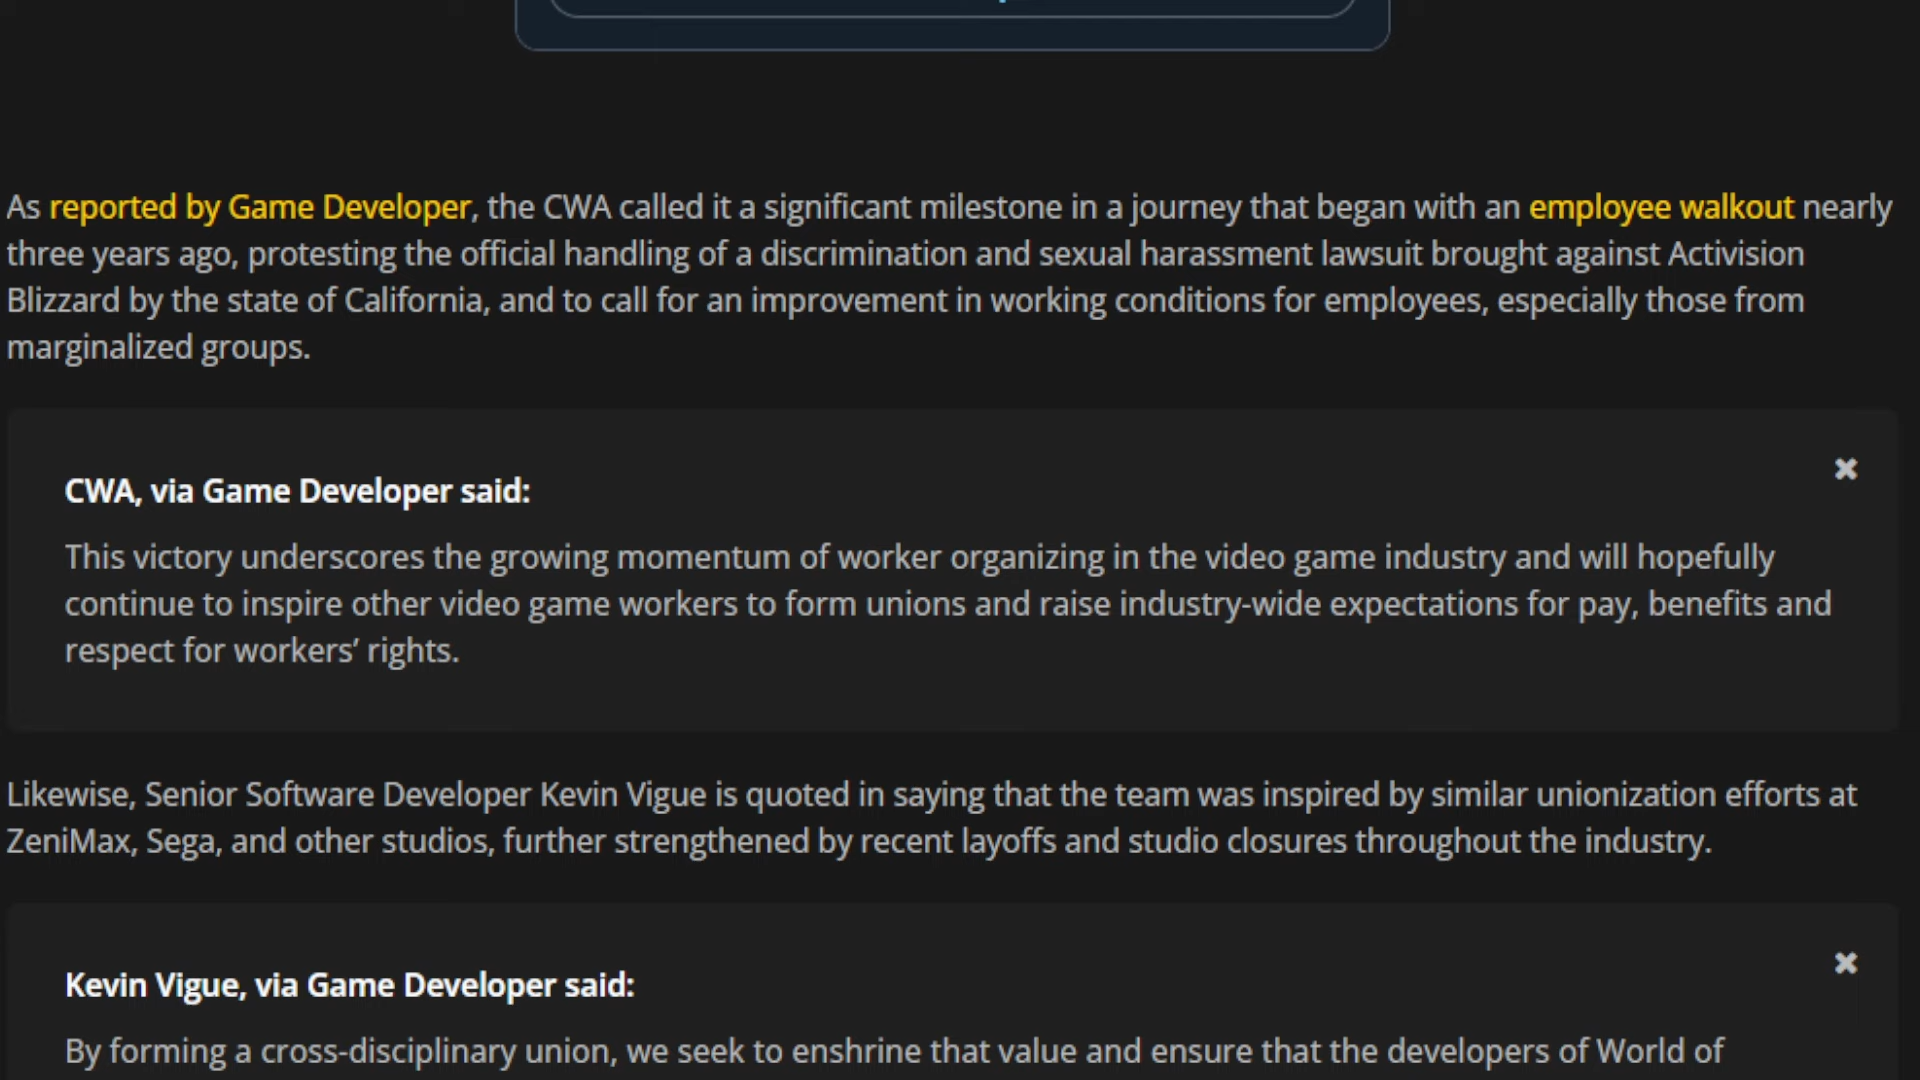 As reported by Game Developer, the CWA called it a significant milestone in a journey that began with an employee walkout nearly
three years ago, protesting the official handling of a discrimination and sexual harassment lawsuit brought against Activision
Blizzard by the state of California, and to call for an improvement in working conditions for employees, especially those from
marginalized groups.
CWA, via Game Developer said:
This victory underscores the growing momentum of worker organizing in the video game industry and will hopefully
continue to inspire other video game workers to form unions and raise industry-wide expectations for pay, benefits and
respect for workers’ rights.
Likewise, Senior Software Developer Kevin Vigue is quoted in saying that the team was inspired by similar unionization efforts at
ZeniMax, Sega, and other studios, further strengthened by recent layoffs and studio closures throughout the industry.
Kevin Vigue, via Game Developer said:
By forming a cross-disciplinary union, we seek to enshrine that value and ensure that the developers of World of